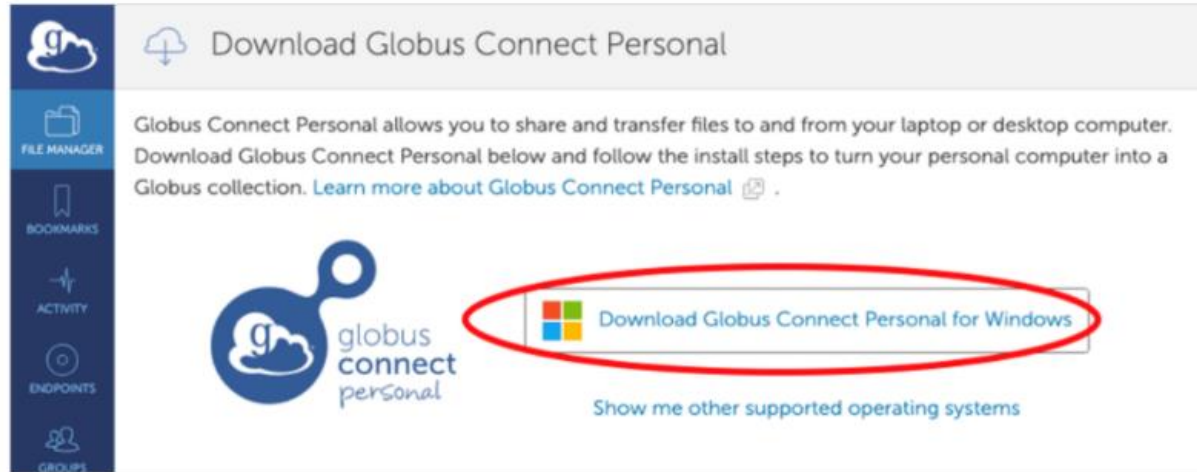 g
Download Globus Connect Personal
FILE MANAGER
Globus Connect Personal allows you to share and transfer files to and from your laptop or desktop computer.
Download Globus Connect Personal below and follow the install steps to turn your personal computer into a
Globus collection. Learn more about Globus Connect Personal .
BOOKMARKS
ACTIVITY
ENDPOINTS
GROUPS
g
globus
connect
personal
Download Globus Connect Personal for Windows
Show me other supported operating systems